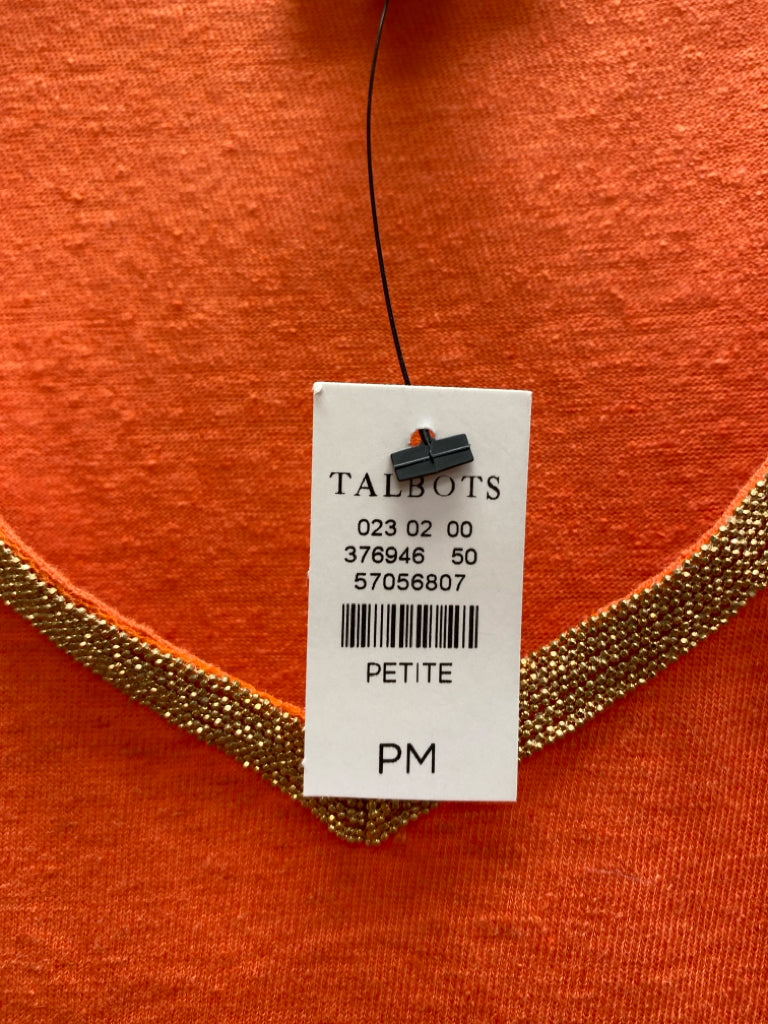 TALBOTS
023 02 00
376946 50
57056807
PETITE
PM